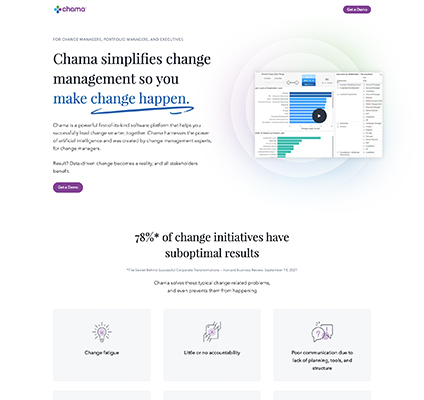 chama
Get a Demo
FOR CHANGE MANAGERS, PORTFOLIO MANAGERS, AND EXECUTIVES
Chama simplifies change
management so you
make change happen.
Chama is a powerful first-of-its-kind software platform that helps you
successfully lead change smarter, together. Chama harnesses the power
of artificial intelligence and was created by change management experts,
for change managers.
Result? Data-driven change becomes a reality, and all stakeholders
benefit.
Get a Demo
78%* of change initiatives have
suboptimal results
*The Secret Behind Successful Corporate Transformations – Harvard Business Review, September 14, 2021
Chama solves these typical change-related problems,
and even prevents them from happening.
Change fatigue
Little or no accountability
Poor communication due to
lack of planning, tools, and
structure